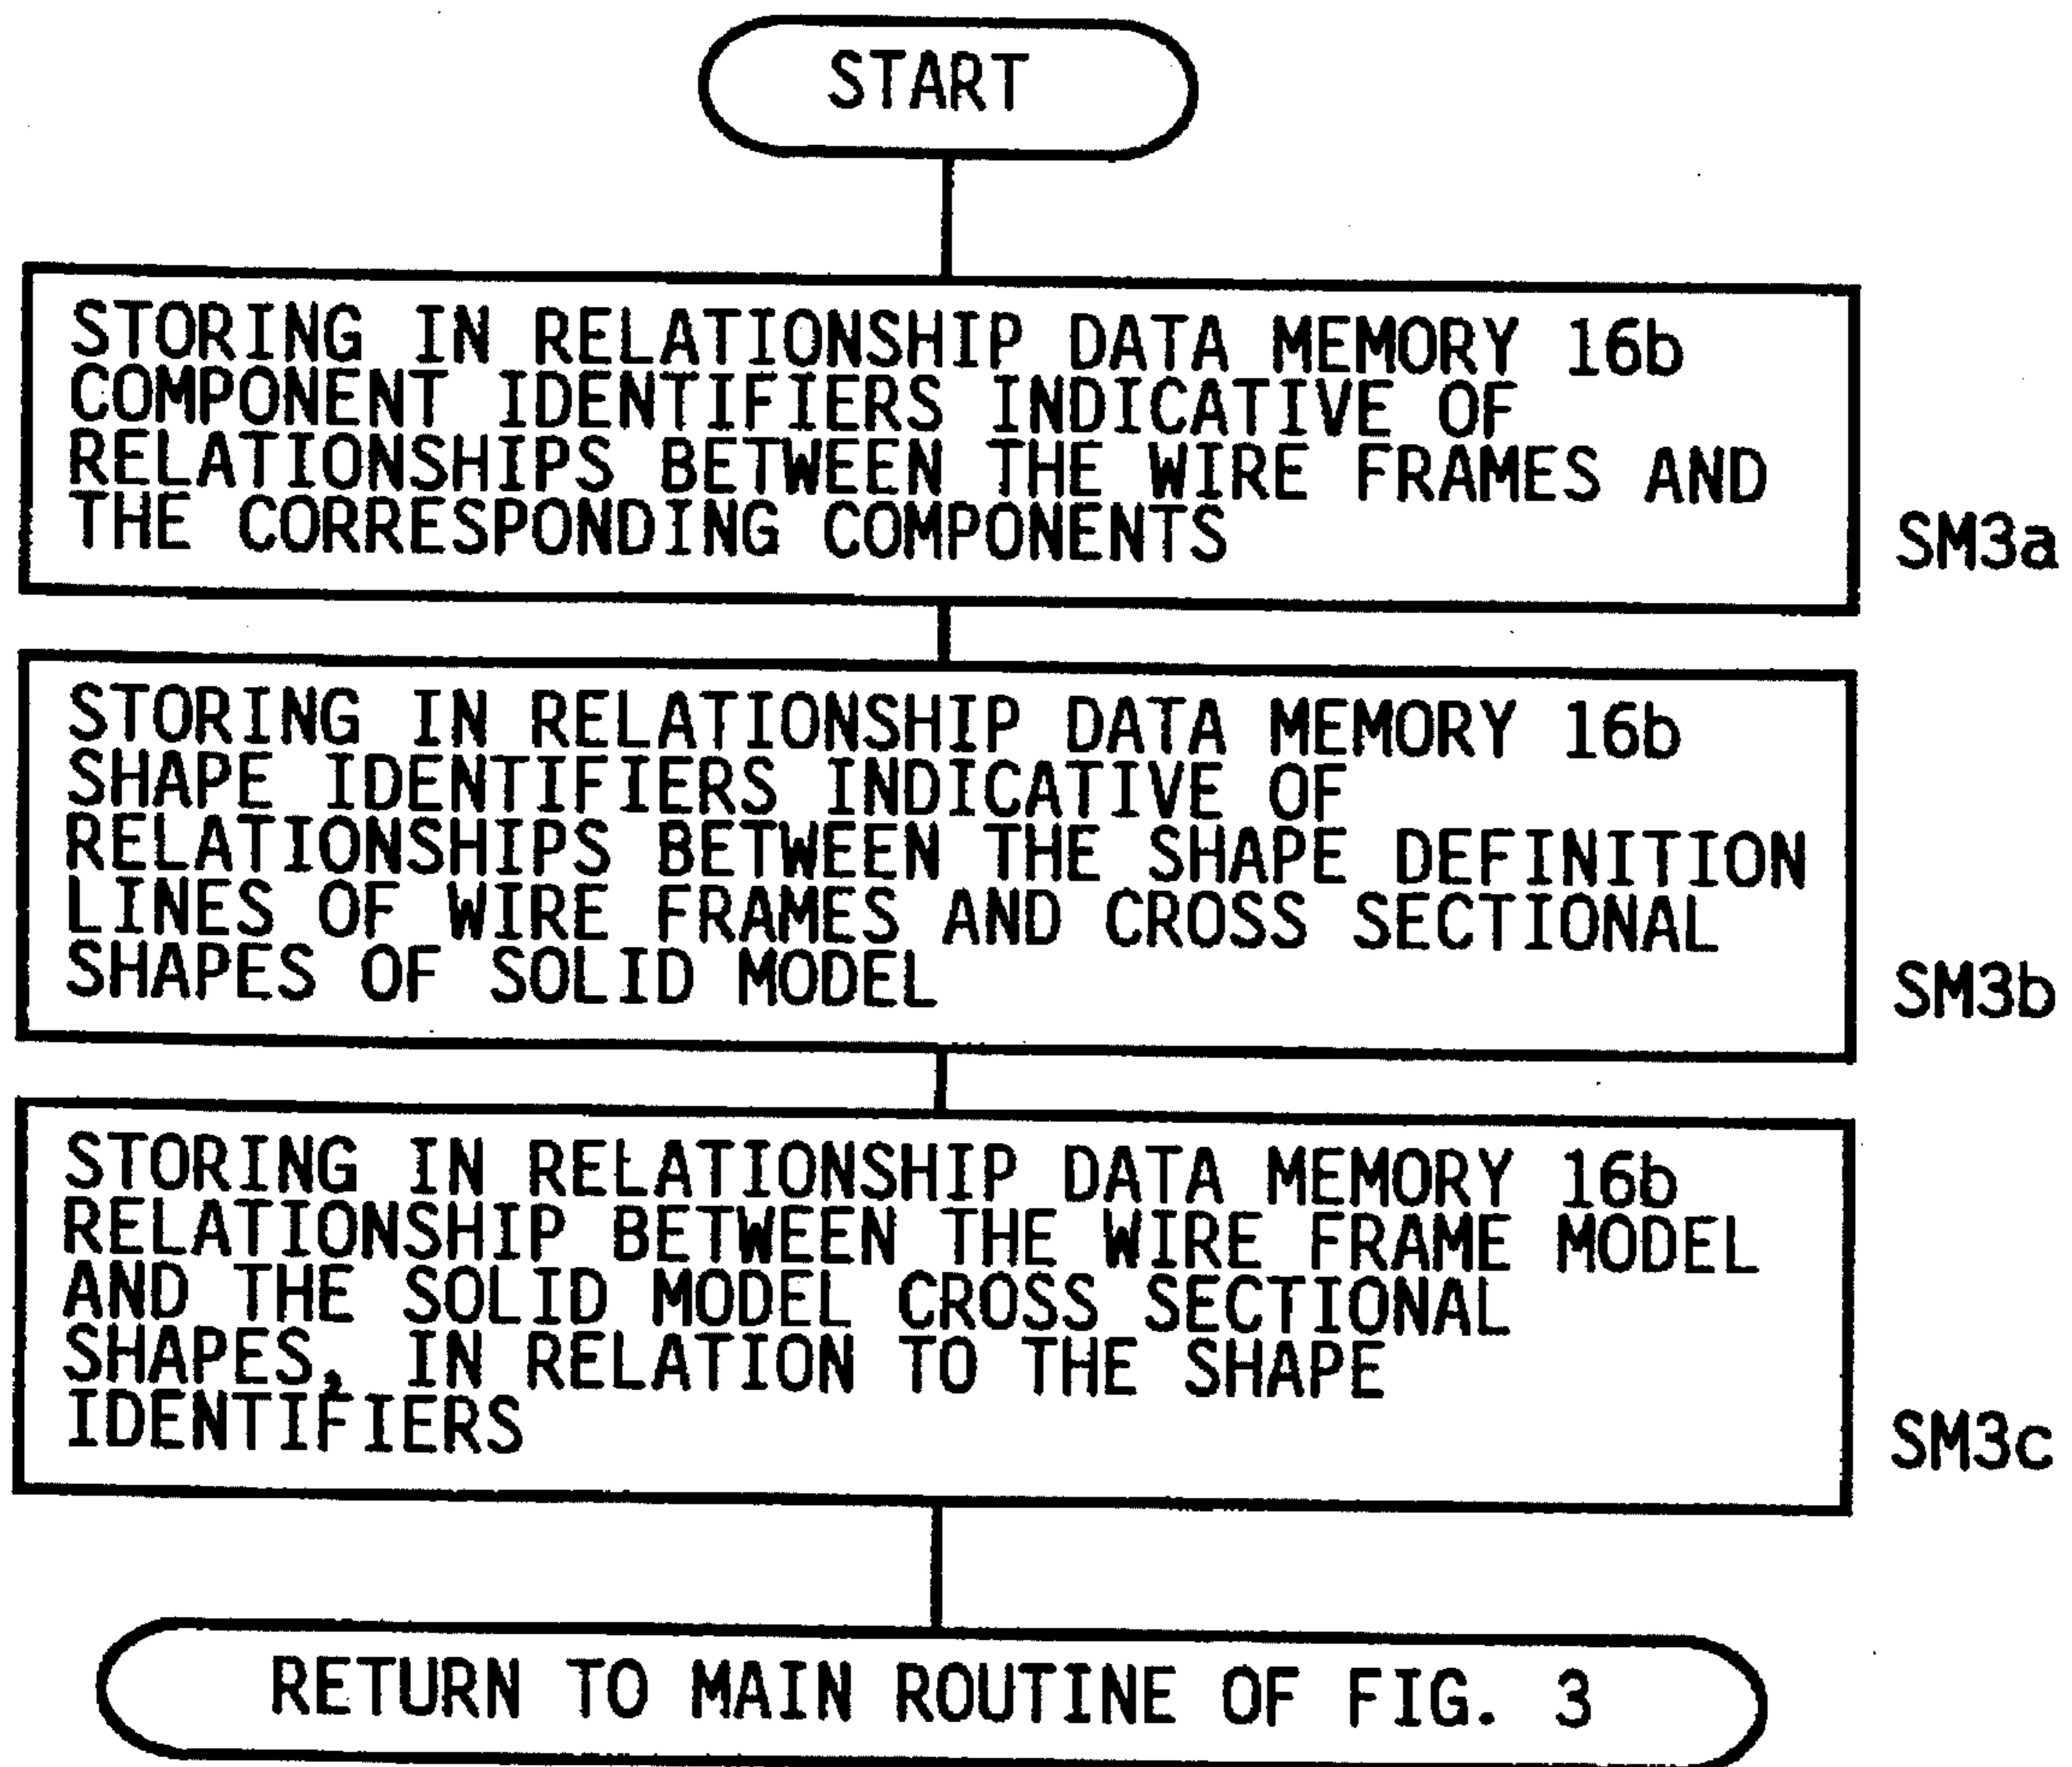 START
STORING IN RELATIONSHIP DATA MEMORY 16b
COMPONENT IDENTIFIERS INDICATIVE OF
RELATIONSHIPS BETWEEN THE WIRE FRAMES AND
THE CORRESPONDING COMPONENTS
SM3a
STORING IN RELATIONSHIP DATA MEMORY 16b
SHAPE IDENTIFIERS INDICATIVE OF
RELATIONSHIPS BETWEEN THE SHAPE DEFINITION
LINES OF WIRE FRAMES AND CROSS SECTIONAL
SHAPES OF SOLID MODEL
SM3b
STORING IN RELATIONSHIP DATA MEMORY 16b
RELATIONSHIP BETWEEN THE WIRE FRAME MODEL
AND THE SOLID MODEL CROSS SECTIONAL
SHAPES, IN RELATION TO THE SHAPE
IDENTIFIERS
SM3c
RETURN TO MAIN ROUTINE OF FIG. 3